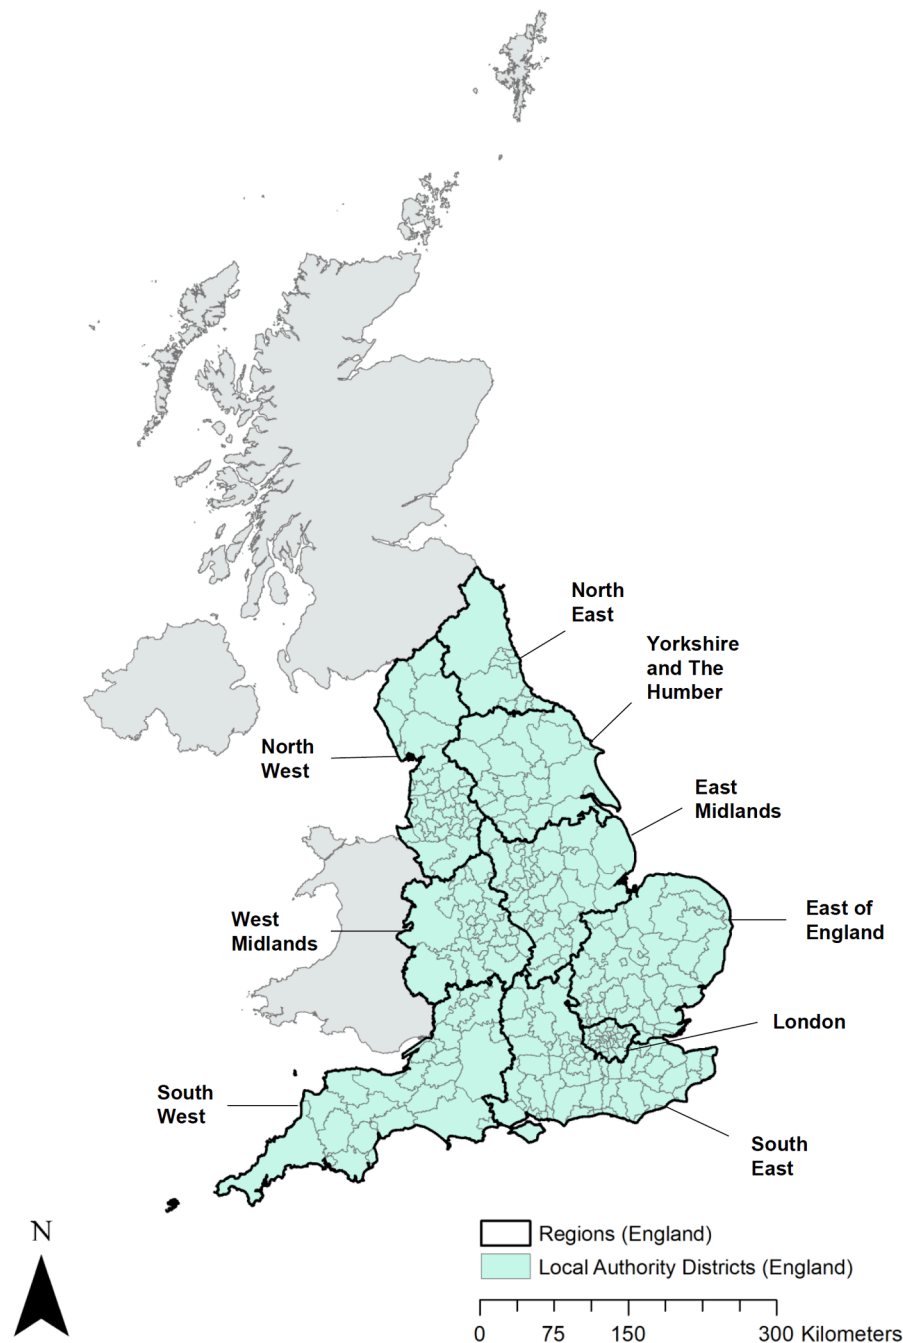 North
East
Yorkshire
and The
Humber
North
West
East
Midlands
West
Midlands
East of
England
London
South
West
South
East
N
Regions (England)
Local Authority Districts (England)
0 75 150 300 Kilometers